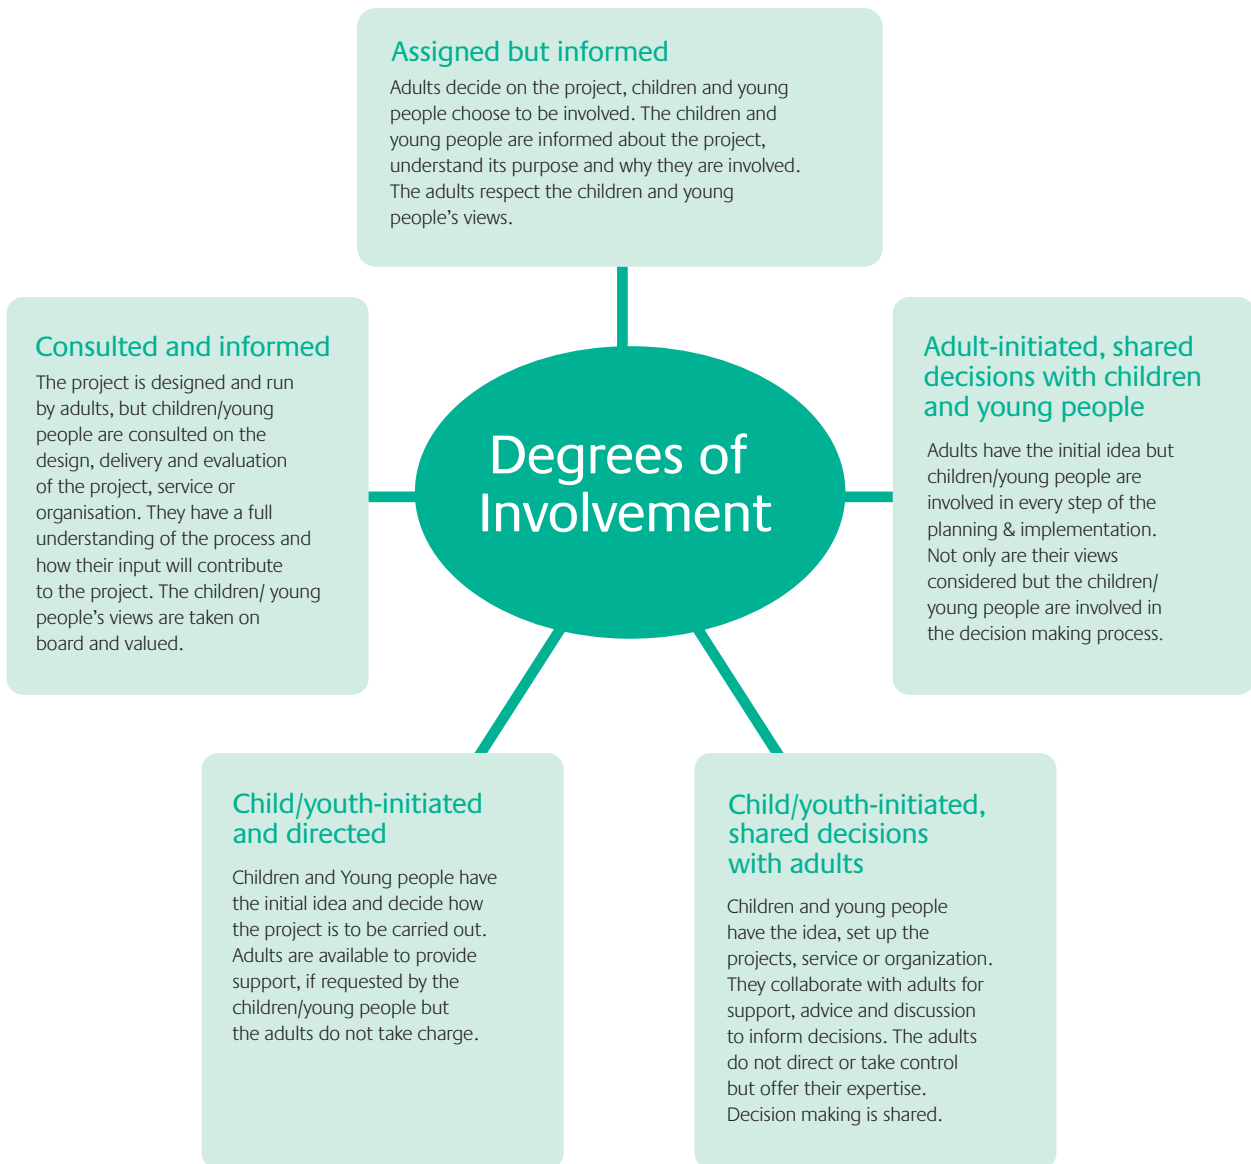 Assigned but informed
Adults decide on the project, children and young
people choose to be involved. The children and
young people are informed about the project,
understand its purpose and why they are involved.
The adults respect the children and young
people’s views.
Consulted and informed
The project is designed and run
by adults, but children/young
people are consulted on the
design, delivery and evaluation
of the project, service or
organisation. They have a full
understanding of the process and
how their input will contribute
to the project. The children/ young
people’s views are taken on
board and valued.
Degrees of
Involvement
Adult-initiated, shared
decisions with children
and young people
Adults have the initial idea but
children/young people are
involved in every step of the
planning & implementation.
Not only are their views
considered but the children/
young people are involved in
the decision making process.
Child/youth-initiated
and directed
Children and Young people have
the initial idea and decide how
the project is to be carried out.
Adults are available to provide
support, if requested by the
children/young people but
the adults do not take charge.
Child/youth-initiated,
shared decisions
with adults
Children and young people
have the idea, set up the
projects, service or organization.
They collaborate with adults for
support, advice and discussion
to inform decisions. The adults
do not direct or take control
but offer their expertise.
Decision making is shared.